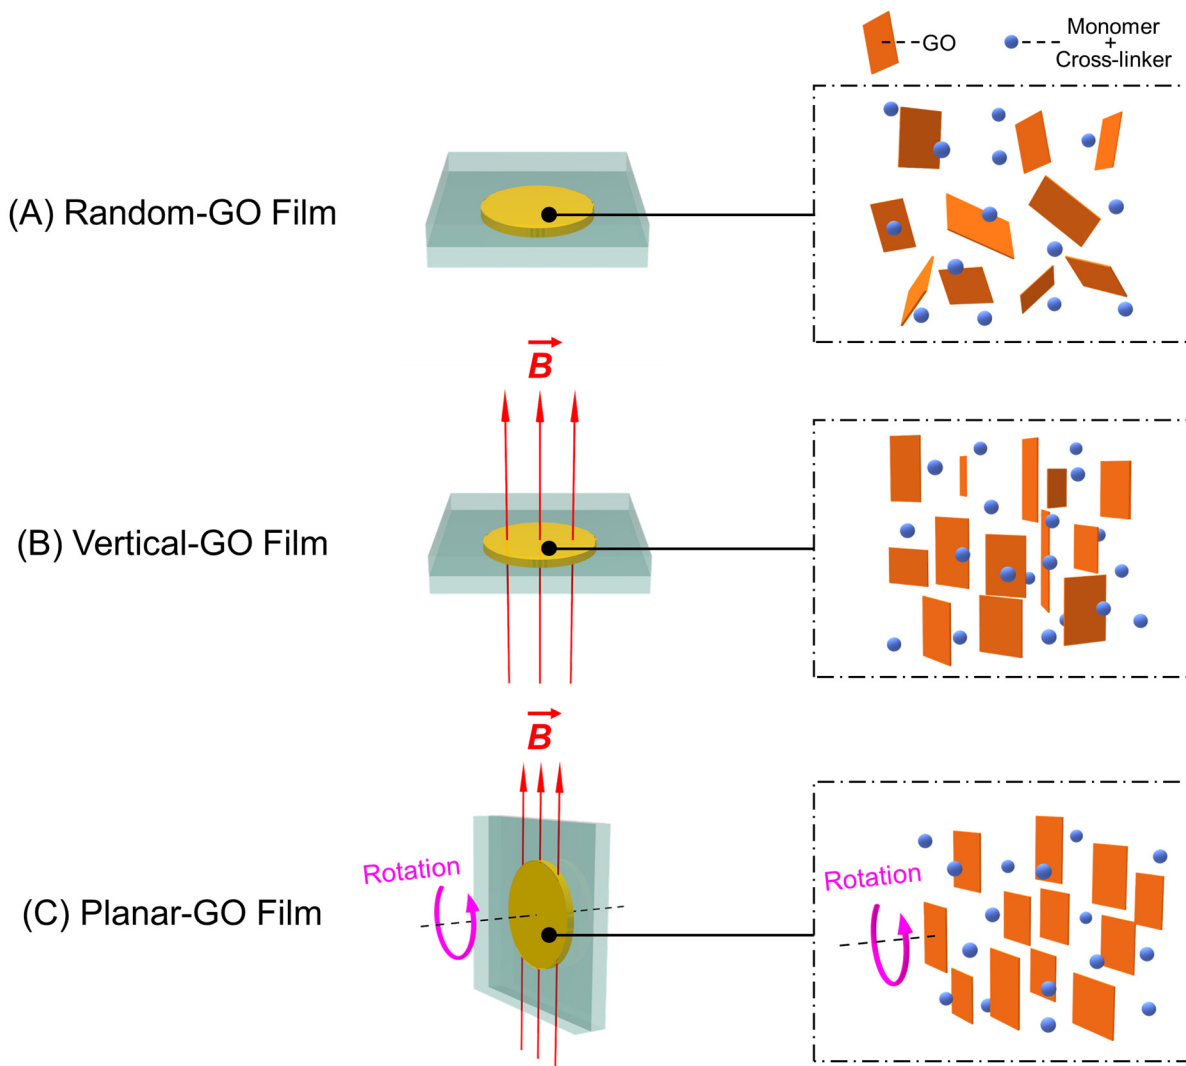 GO
Monomer
+
Cross-linker
(A) Random-GO Film
B
(B) Vertical-GO Film
B
Rotation
Rotation
(C) Planar-GO Film